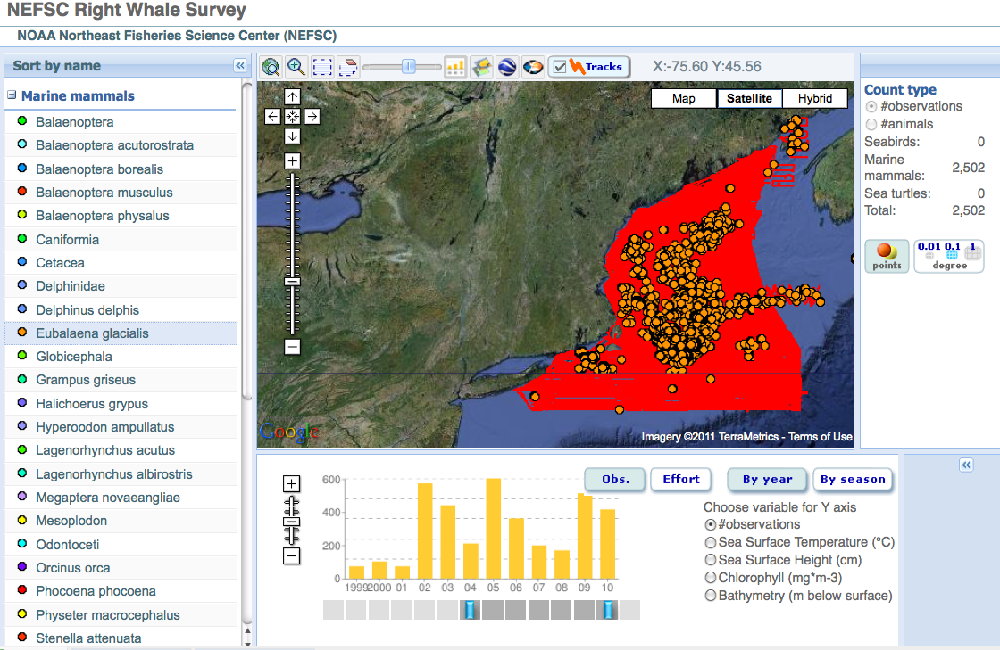 NEFSC Right Whale Survey
NOAA Northeast Fisheries Science Center (NEFSC)
Sort by name
Marine mammals
Balaenoptera
Balaenoptera acutorostrata
Balaenoptera borealis
Balaenoptera musculus
Balaenoptera physalus
Caniforma
Cetacea
Delphinidae
Delphinus delphis
Eubalaena glacialis
Globicephala
Grampus griseus
Halichoerus grypus
Hyperoodon ampullatus
Lagenorhynchus acutus
Lagenorhynchus albirostris
Megaptera novaeangliae
Mesoplodon
Odontoceti
Orcinus orca
Phocoena phocoena
Physeter macrocephalus
Stenella attenuata
Tracks
X:-75.60 Y:45.56
Map Satellite Hybrid
POWERED BY
Google
Imagery ©2011 TerraMetrics - Terms of Use
Count type
#observations
#animals
Seabirds: 0
Marine
mammals: 2,502
Sea turtles: 0
Total: 2,502
points
0.01 0.1 1
degree
Obs. Effort By year By season
600
400
200
0
1999 2000 01 02 03 04 05 06 07 08 09 10
Choose variable for Y axis
#observations
Sea Surface Temperature (°C)
Sea Surface Height (cm)
Chlorophyll (mg*m-3)
Bathymetry (m below surface)